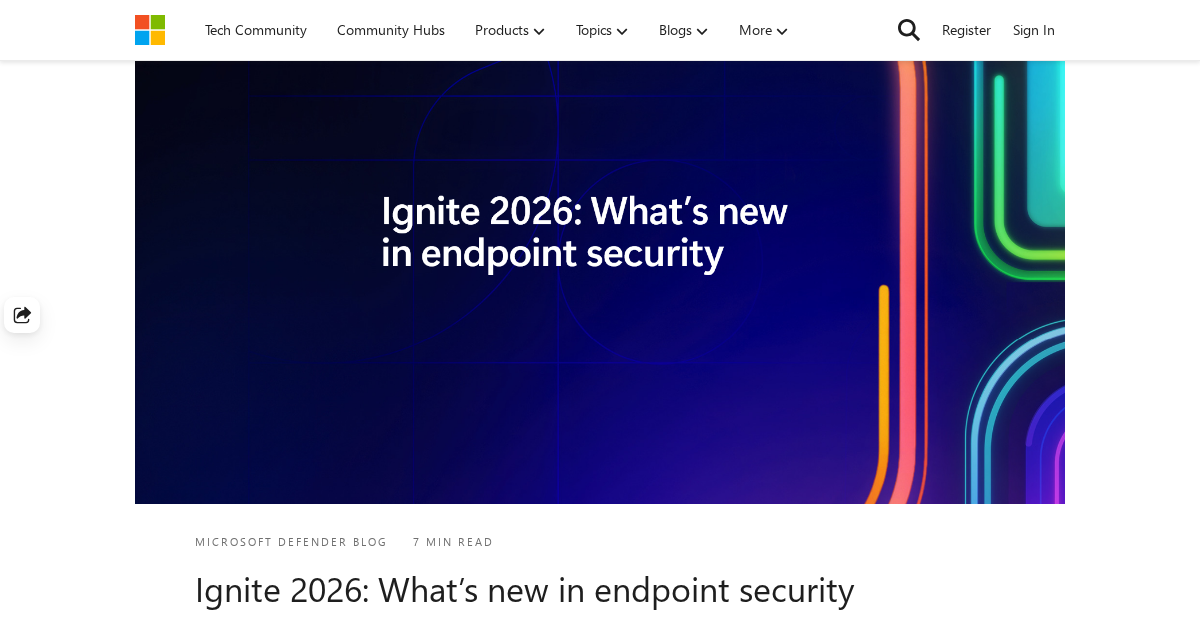 Tech Community Community Hubs Products Topics Blogs More Register Sign In
Ignite 2026: What’s new
in endpoint security
MICROSOFT DEFENDER BLOG 7 MIN READ
Ignite 2026: What’s new in endpoint security